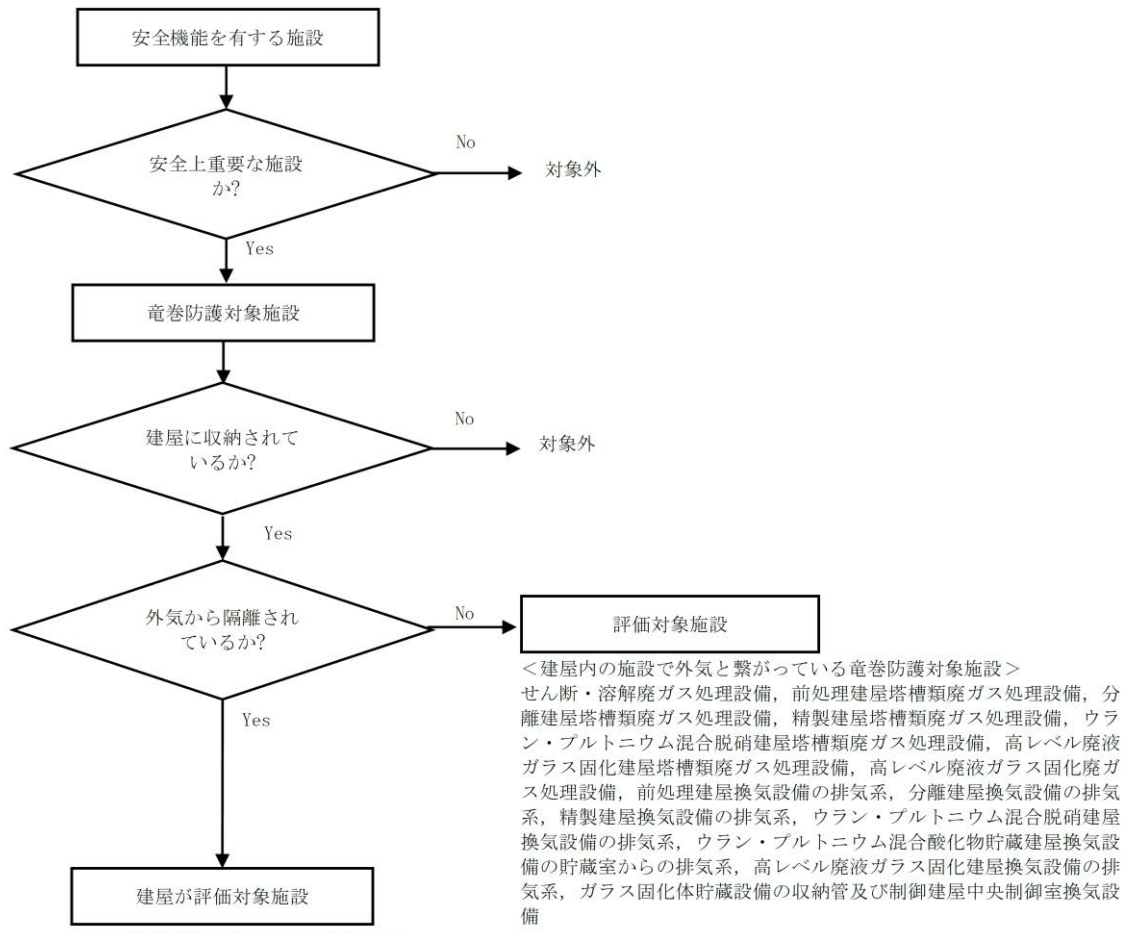 安全機能を有する施設
安全上重要な施設
か?
No
対象外
Yes
竜巻防護対象施設
建屋に収納されて
いるか?
No
対象外
Yes
外気から隔離され
ているか?
No
評価対象施設
<建屋内の施設で外気と繋がっている竜巻防護対象施設>
せん断・溶解廃ガス処理設備，前処理建屋塔槽類廃ガス処理設備，分
離建屋塔槽類廃ガス処理設備，精製建屋塔槽類廃ガス処理設備，ウラ
ン・プルトニウム混合脱硝建屋塔槽類廃ガス処理設備，高レベル廃液
ガラス固化建屋塔槽類廃ガス処理設備，高レベル廃液ガラス固化廃ガ
ス処理設備，前処理建屋換気設備の排気系，分離建屋換気設備の排気
系，精製建屋換気設備の排気系，ウラン・プルトニウム混合脱硝建屋
換気設備の排気系，ウラン・プルトニウム混合酸化物貯蔵建屋換気設
備の貯蔵室からの排気系，高レベル廃液ガラス固化建屋換気設備の排
気系，ガラス固化体貯蔵設備の収納管及び制御建屋中央制御室換気設
備
Yes
建屋が評価対象施設